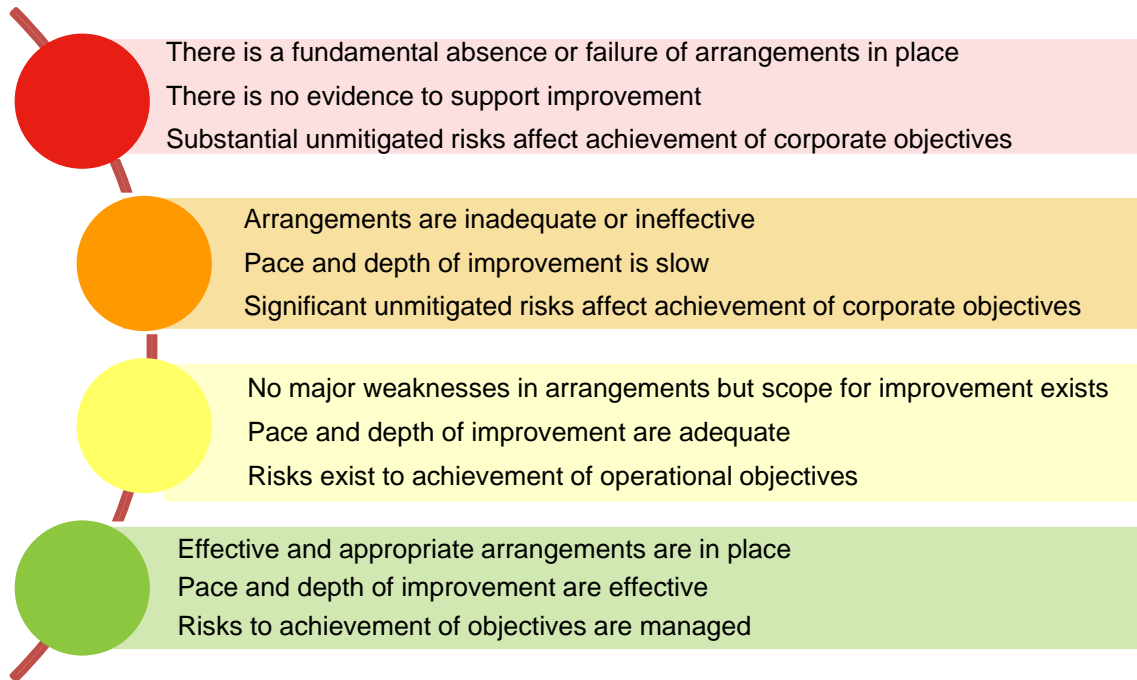 There is a fundamental absence or failure of arrangements in place
There is no evidence to support improvement
Substantial unmitigated risks affect achievement of corporate objectives
Arrangements are inadequate or ineffective
Pace and depth of improvement is slow
Significant unmitigated risks affect achievement of corporate objectives
No major weaknesses in arrangements but scope for improvement exists
Pace and depth of improvement are adequate
Risks exist to achievement of operational objectives
Effective and appropriate arrangements are in place
Pace and depth of improvement are effective
Risks to achievement of objectives are managed